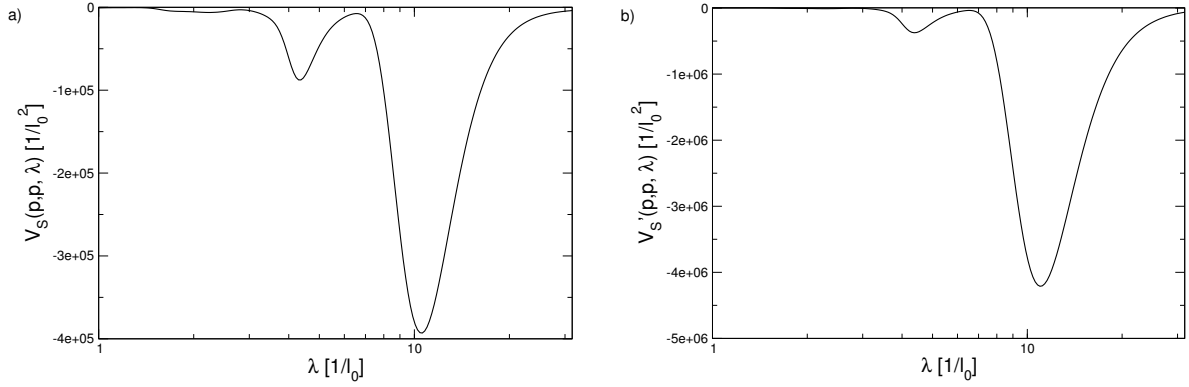 a)
0
-1e+05
-2e+05
-3e+05
-4e+05
V_S(p,p, λ) [1/l_0^2]
1
10
λ [1/l_0]
b)
0
-1e+06
-2e+06
-3e+06
-4e+06
-5e+06
V_S'(p,p, λ) [1/l_0^2]
1
10
λ [1/l_0]